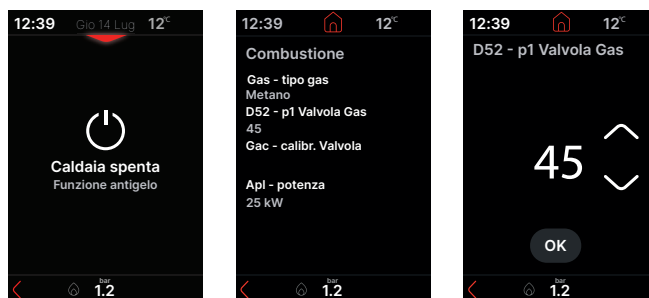 12:39 Gio 14 Lug 12°C
Caldaia spenta
Funzione antigelo
bar
1.2
12:39 12°C
Combustione
Gas - tipo gas
Metano
D52 - p1 Valvola Gas
45
Gac - calibr. Valvola
Apl - potenza
25 kW
bar
1.2
12:39 12°C
D52 - p1 Valvola Gas
45
OK
bar
1.2